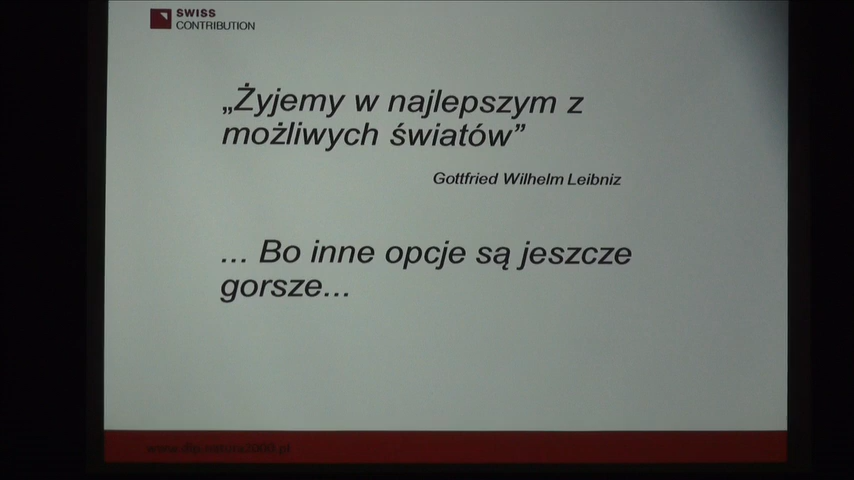 SWISS
CONTRIBUTION
„Żyjemy w najlepszym z
możliwych światów”
Gottfried Wilhelm Leibniz
... Bo inne opcje są jeszcze
gorsze...